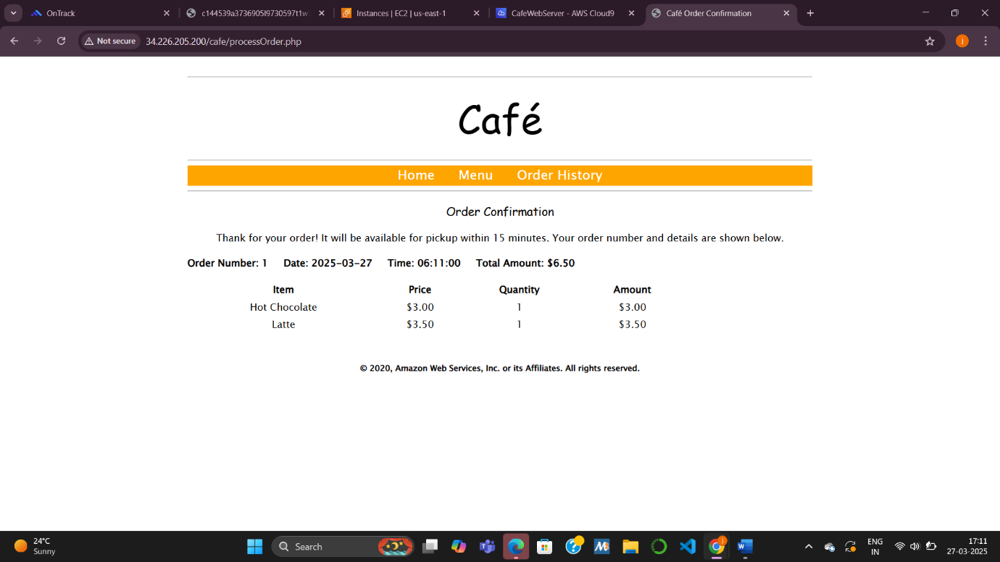 OnTrack
c144539a3736905l9730597t1w
Instances | EC2 | us-east-1
CafeWebServer - AWS Cloud9
Café Order Confirmation
Not secure
34.226.205.200/cafe/processOrder.php
j
Café
Home Menu Order History
Order Confirmation
Thank for your order! It will be available for pickup within 15 minutes. Your order number and details are shown below.
Order Number: 1 Date: 2025-03-27 Time: 06:11:00 Total Amount: $6.50
Item Price Quantity Amount
Hot Chocolate $3.00 1 $3.00
Latte $3.50 1 $3.50
© 2020, Amazon Web Services, Inc. or its Affiliates. All rights reserved.
24°C
Sunny
Search
ENG
IN
17:11
27-03-2025